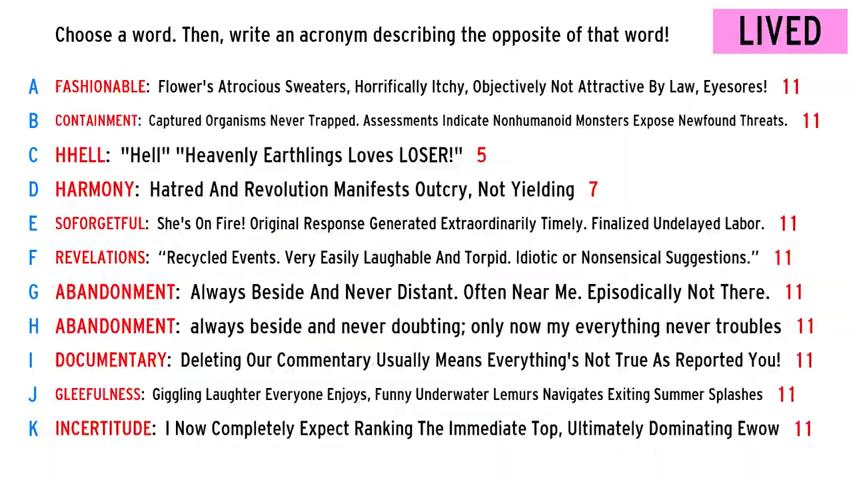 Choose a word. Then, write an acronym describing the opposite of that word!
LIVED
A FASHIONABLE: Flower's Atrocious Sweaters, Horrifically Itchy, Objectively Not Attractive By Law, Eyesores! 11
B CONTAINMENT: Captured Organisms Never Trapped. Assessments Indicate Nonhumanoid Monsters Expose Newfound Threats. 11
C HHELL: "Hell" "Heavenly Earthlings Loves LOSER!" 5
D HARMONY: Hatred And Revolution Manifests Outcry, Not Yielding 7
E SOFORGETFUL: She's On Fire! Original Response Generated Extraordinarily Timely. Finalized Undelayed Labor. 11
F REVELATIONS: “Recycled Events. Very Easily Laughable And Torpid. Idiotic or Nonsensical Suggestions.” 11
G ABANDONMENT: Always Beside And Never Distant. Often Near Me. Episodically Not There. 11
H ABANDONMENT: always beside and never doubting; only now my everything never troubles 11
I DOCUMENTARY: Deleting Our Commentary Usually Means Everything's Not True As Reported You! 11
J GLEEFULNESS: Giggling Laughter Everyone Enjoys, Funny Underwater Lemurs Navigates Exiting Summer Splashes 11
K INCERTITUDE: I Now Completely Expect Ranking The Immediate Top, Ultimately Dominating Ewow 11